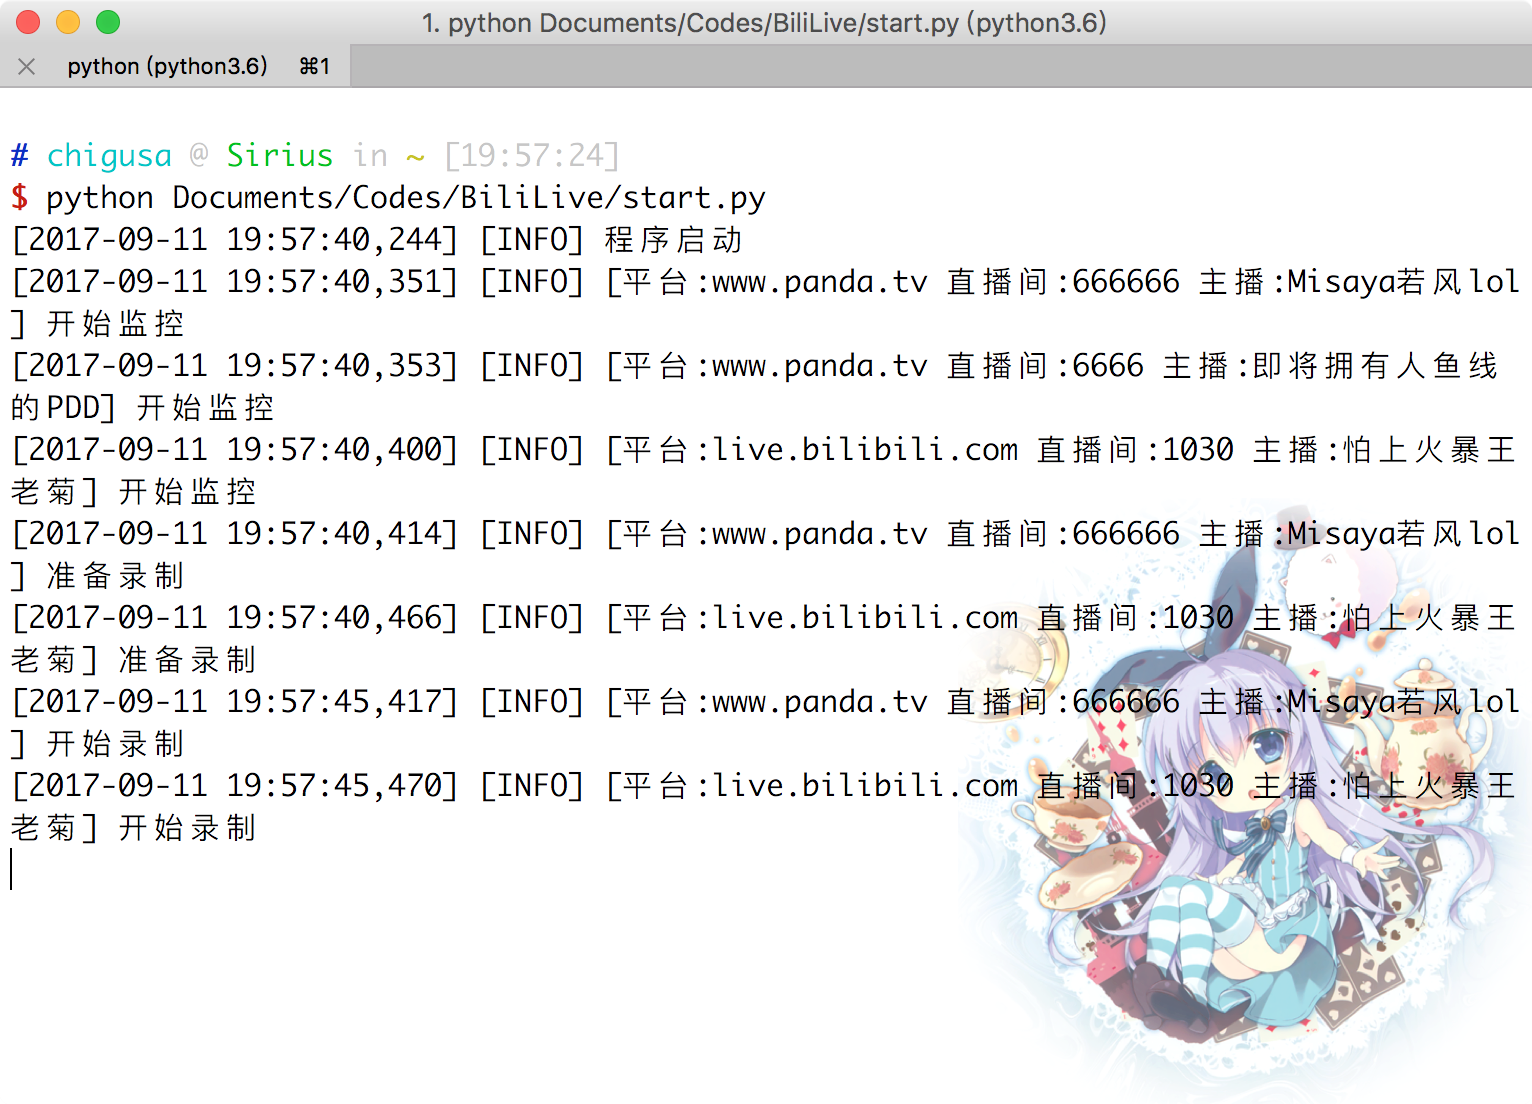 1. python Documents/Codes/BiliLive/start.py (python3.6)
python (python3.6) ⌘1
# chigusa @ Sirius in ~ [19:57:24]
$ python Documents/Codes/BiliLive/start.py
[2017-09-11 19:57:40,244] [INFO] 程序启动
[2017-09-11 19:57:40,351] [INFO] [平台:www.panda.tv 直播间:666666 主播:Misaya若风lol
] 开始监控
[2017-09-11 19:57:40,353] [INFO] [平台:www.panda.tv 直播间:6666 主播:即将拥有人鱼线
的PDD] 开始监控
[2017-09-11 19:57:40,400] [INFO] [平台:live.bilibili.com 直播间:1030 主播:怕上火暴王
老菊] 开始监控
[2017-09-11 19:57:40,414] [INFO] [平台:www.panda.tv 直播间:666666 主播:Misaya若风lol
] 准备录制
[2017-09-11 19:57:40,466] [INFO] [平台:live.bilibili.com 直播间:1030 主播:怕上火暴王
老菊] 准备录制
[2017-09-11 19:57:45,417] [INFO] [平台:www.panda.tv 直播间:666666 主播:Misaya若风lol
] 开始录制
[2017-09-11 19:57:45,470] [INFO] [平台:live.bilibili.com 直播间:1030 主播:怕上火暴王
老菊] 开始录制